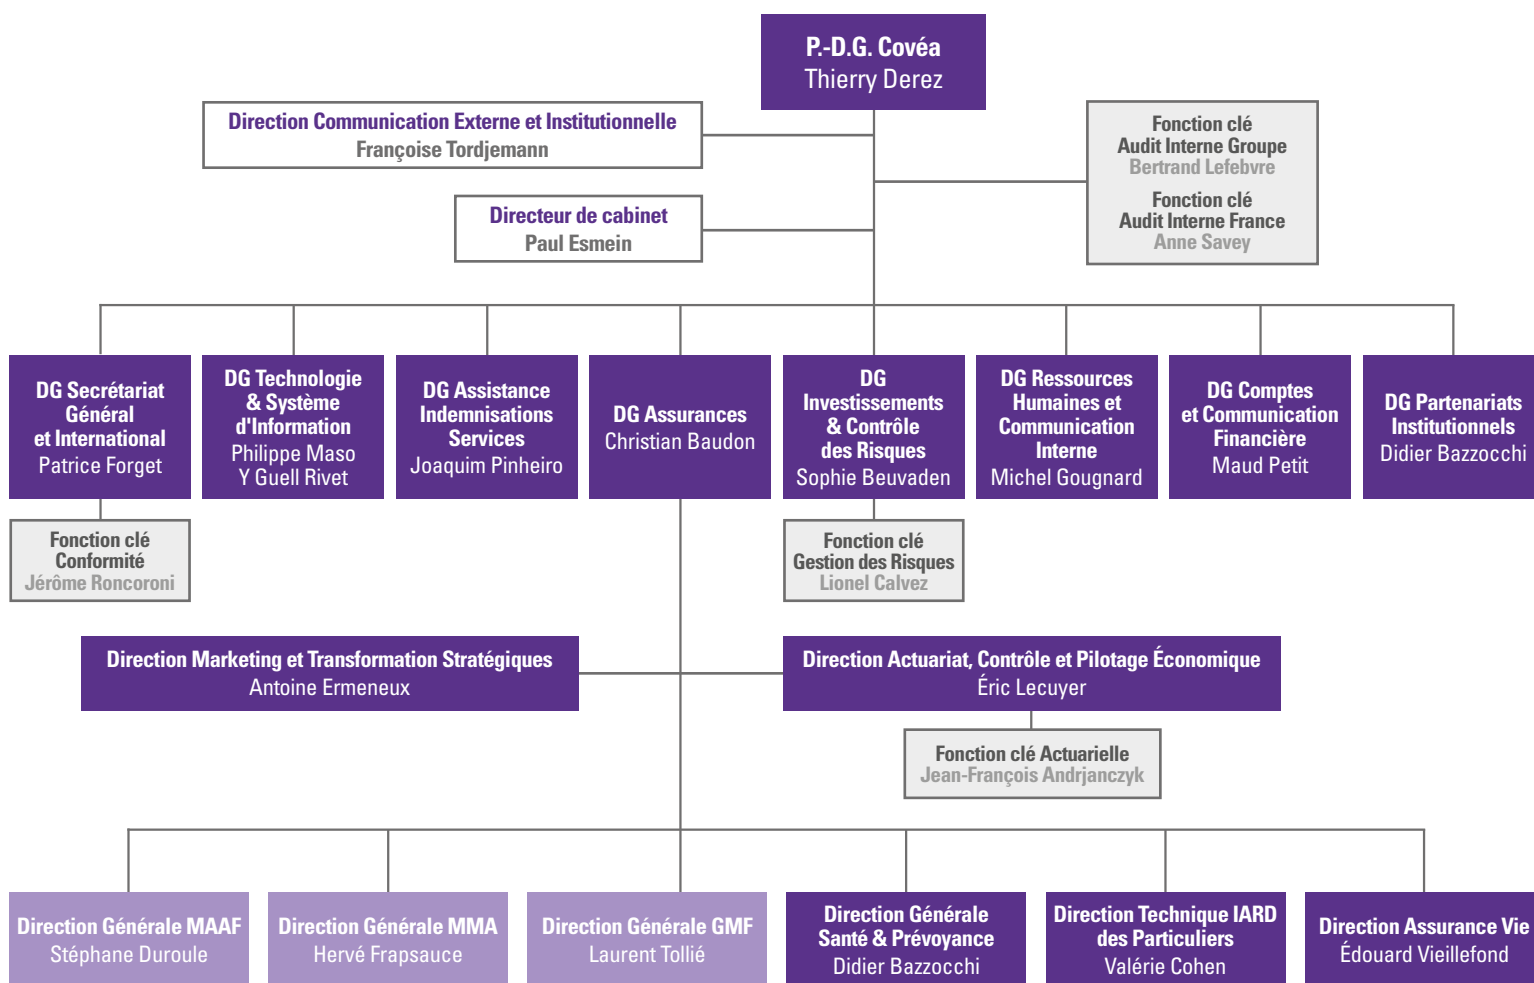 P.-D.G. Covéa
Thierry Derez
Direction Communication Externe et Institutionnelle
Françoise Tordjemann
Fonction clé
Audit Interne Groupe
Bertrand Lefebvre
Fonction clé
Audit Interne France
Anne Savey
Directeur de cabinet
Paul Esmein
DG Secrétariat
Général
et International
Patrice Forget
DG Technologie
& Système
d'Information
Philippe Maso
Y Guell Rivet
DG Assistance
Indemnisations
Services
Joaquim Pinheiro
DG Assurances
Christian Baudon
DG
Investissements
& Contrôle
des Risques
Sophie Beuvaden
DG Ressources
Humaines et
Communication
Interne
Michel Gougnard
DG Comptes
et Communication
Financière
Maud Petit
DG Partenariats
Institutionnels
Didier Bazzocchi
Fonction clé
Conformité
Jérôme Roncoroni
Fonction clé
Gestion des Risques
Lionel Calvez
Direction Marketing et Transformation Stratégiques
Antoine Ermeneux
Direction Actuariat, Contrôle et Pilotage Économique
Éric Lecuyer
Fonction clé Actuarielle
Jean-François Andrjanczyk
Direction Générale MAAF
Stéphane Duroule
Direction Générale MMA
Hervé Frapsauce
Direction Générale GMF
Laurent Tollié
Direction Générale
Santé & Prévoyance
Didier Bazzocchi
Direction Technique IARD
des Particuliers
Valérie Cohen
Direction Assurance Vie
Édouard Vieillefond